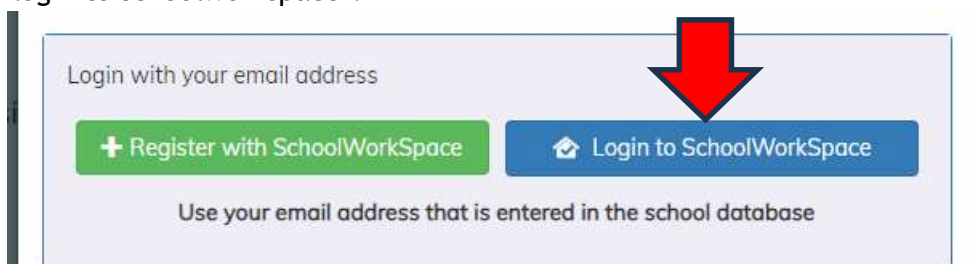 Login with your email address
Register with SchoolWorkSpace
Login to SchoolWorkSpace
Use your email address that is entered in the school database